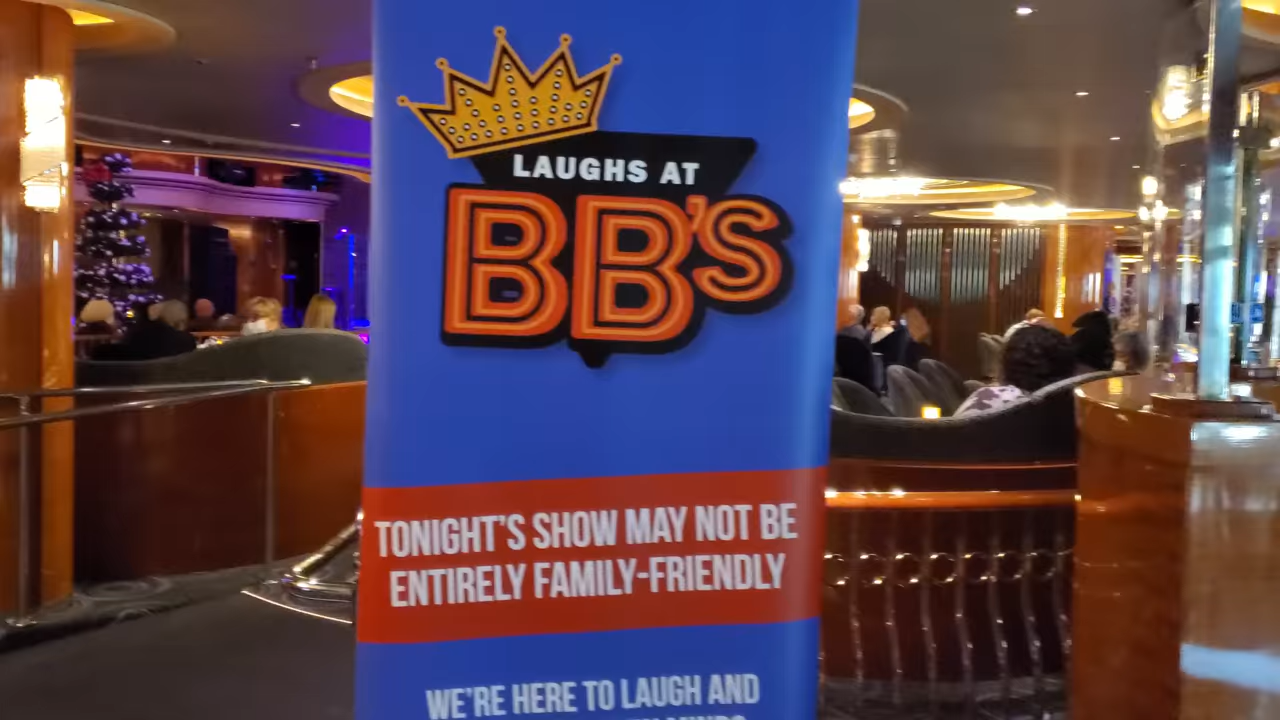 LAUGHS AT
BB'S
TONIGHT'S SHOW MAY NOT BE
ENTIRELY FAMILY-FRIENDLY
WE'RE HERE TO LAUGH AND